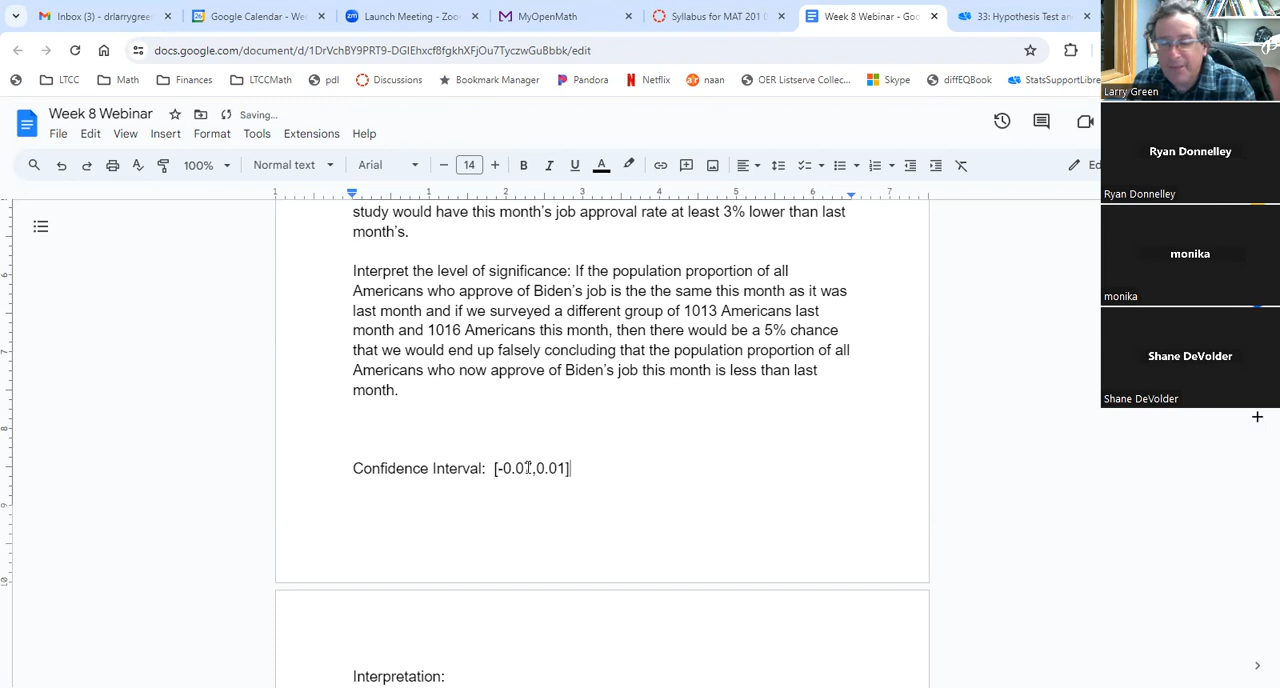 Inbox (3) - drlarrygree
Google Calendar - We
Launch Meeting - Zoo
MyOpenMath
Syllabus for MAT 201
Week 8 Webinar - Goo
33: Hypothesis Test an
docs.google.com/document/d/1DrVchBY9PRT9-DGIEhxcf8fgkhXFjOu7TyczwGuBbbk/edit
LTCC
Math
Finances
LTCCMath
pdl
Discussions
Bookmark Manager
Pandora
Netflix
naan
OER Listserve Collec...
Skype
diffEQBook
StatsSupportLibre
Week 8 Webinar
Saving...
File Edit View Insert Format Tools Extensions Help
100%
Normal text
Arial
14
study would have this month's job approval rate at least 3% lower than last
month's.
Interpret the level of significance: If the population proportion of all
Americans who approve of Biden's job is the the same this month as it was
last month and if we surveyed a different group of 1013 Americans last
month and 1016 Americans this month, then there would be a 5% chance
that we would end up falsely concluding that the population proportion of all
Americans who now approve of Biden's job this month is less than last
month.
Confidence Interval: ,0.01]
Interpretation:
Larry Green
Ryan Donnelley
Ryan Donnelley
monika
monika
Shane DeVolder
Shane DeVolder